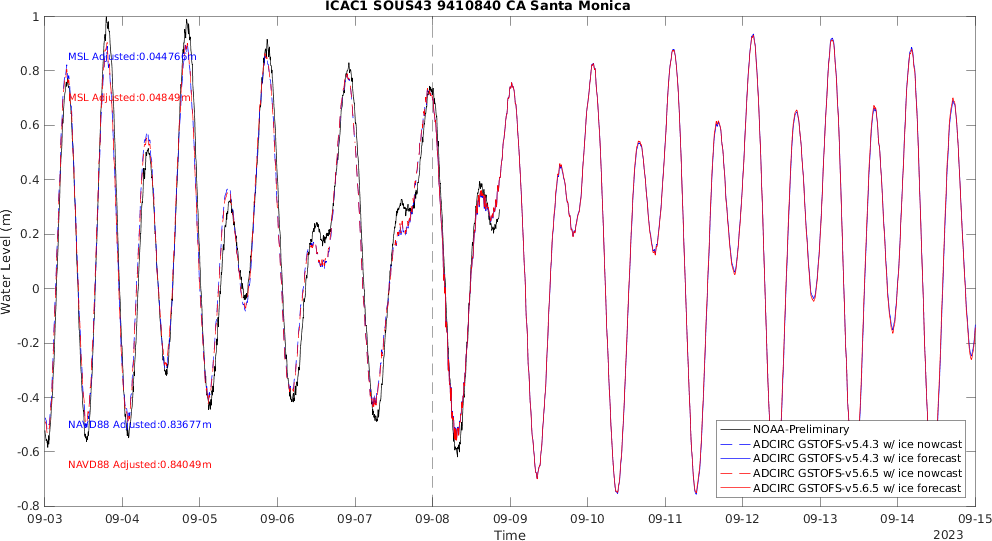 ICAC1 SOUS43 9410840 CA Santa Monica
1
0.8
0.6
0.4
0.2
0
-0.2
-0.4
-0.6
-0.8
Water Level (m)
MSL Adjusted:0.044766m
MSL Adjusted:0.04849m
NAVD88 Adjusted:0.83677m
NAVD88 Adjusted:0.84049m
NOAA-Preliminary
ADCIRC GSTOFS-v5.4.3 w/ ice nowcast
ADCIRC GSTOFS-v5.4.3 w/ ice forecast
ADCIRC GSTOFS-v5.6.5 w/ ice nowcast
ADCIRC GSTOFS-v5.6.5 w/ ice forecast
09-03 09-04 09-05 09-06 09-07 09-08 09-09 09-10 09-11 09-12 09-13 09-14 09-15
Time
2023